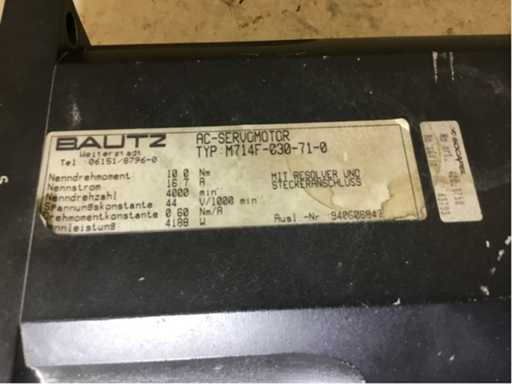 BAUTZ
Weiterstadt
Tel 06151/8796-0
AC-SERVOMOTOR
TYP: M714F-030-71-0
Nenndrehmoment 10.0 Nm
Nennstrom 16.7 A
Nenndrehzahl 4000 min
Spannungskonstante 44 V/1000 min
Drehmomentkonstante 0.60 Nm/A
Nennleistung 4188 W
MIT RESOLVER UND
STECKERANSCHLUSS
Ausl.-Nr